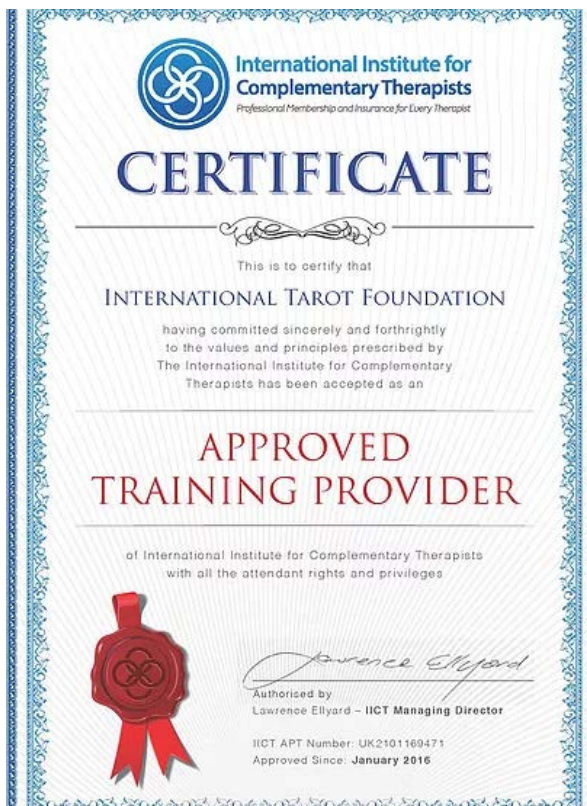 International Institute for
Complementary Therapists
Professional Membership and Insurance for Every Therapist
CERTIFICATE
This is to certify that
INTERNATIONAL TAROT FOUNDATION
having committed sincerely and forthrightly
to the values and principles prescribed by
The International Institute for Complementary
Therapists has been accepted as an
APPROVED
TRAINING PROVIDER
of International Institute for Complementary Therapists
with all the attendant rights and privileges
Lawrence Ellyard
Authorised by
Lawrence Ellyard – IICT Managing Director
IICT APT Number: UK2101169471
Approved Since: January 2016